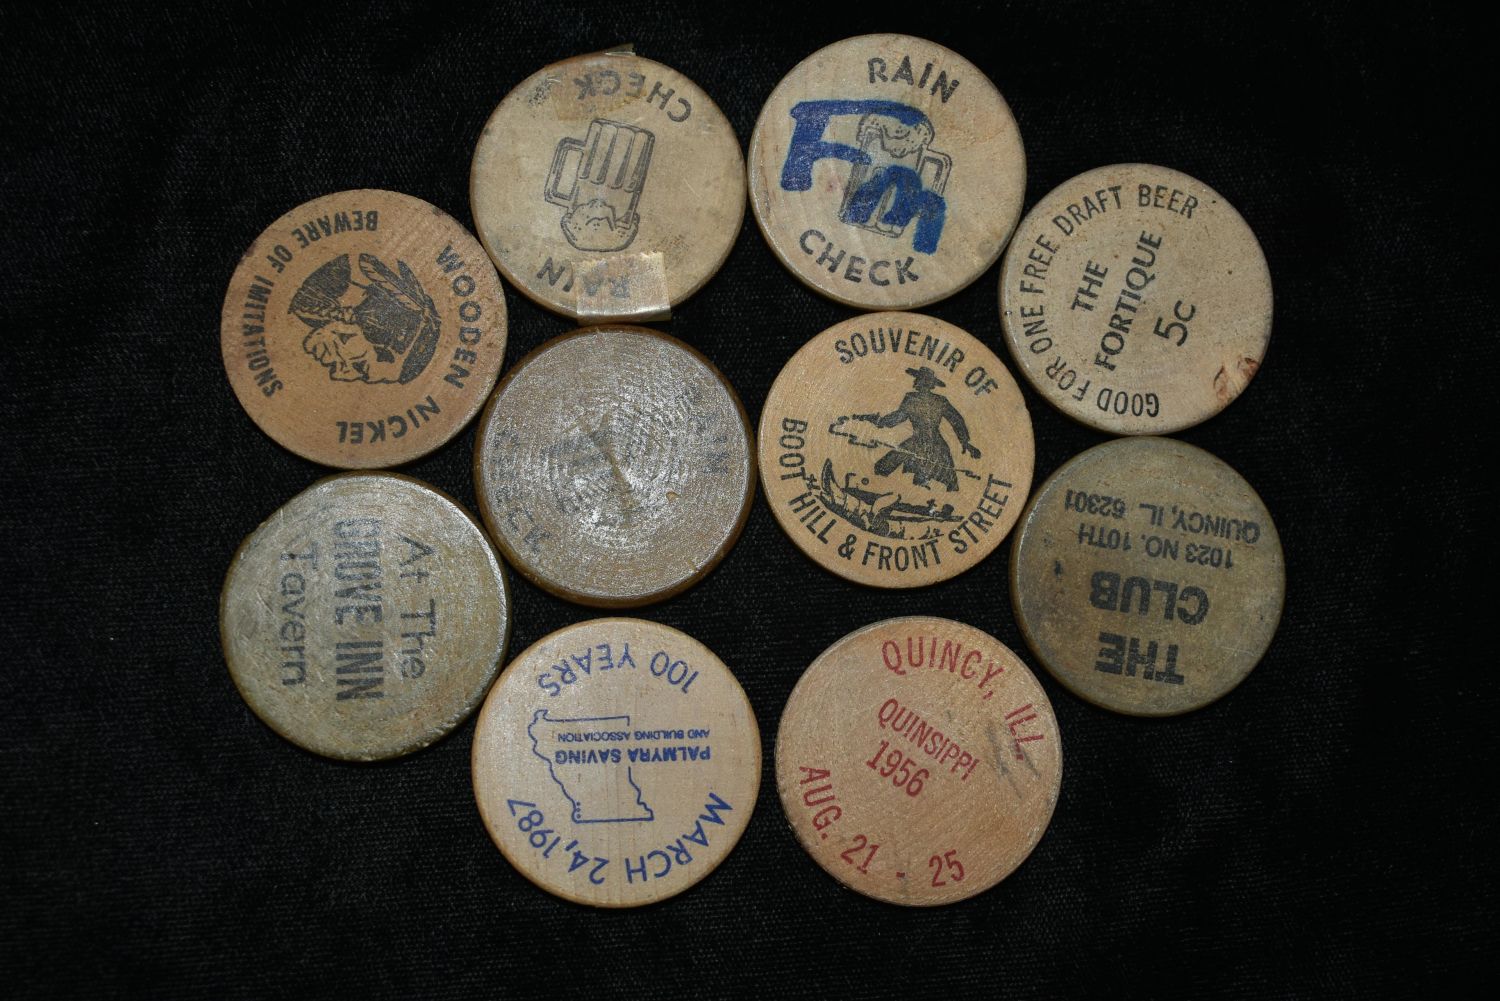 CHECK
RAIN
RAIN
FM
CHECK
BEWARE OF IMITATIONS
WOODEN NICKEL
GOOD FOR ONE FREE DRAFT BEER
THE
FORTIQUE
5c
SOUVENIR OF
BOOT HILL & FRONT STREET
At The
GROVE INN
Tavern
THE
CLUB
1023 NO. 10TH
QUINCY, IL. 62301
100 YEARS
PALMYRA SAVING
AND BUILDING ASSOCIATION
MARCH 24, 1987
QUINCY, ILL.
QUINSIPPI
1956
AUG. 21 - 25